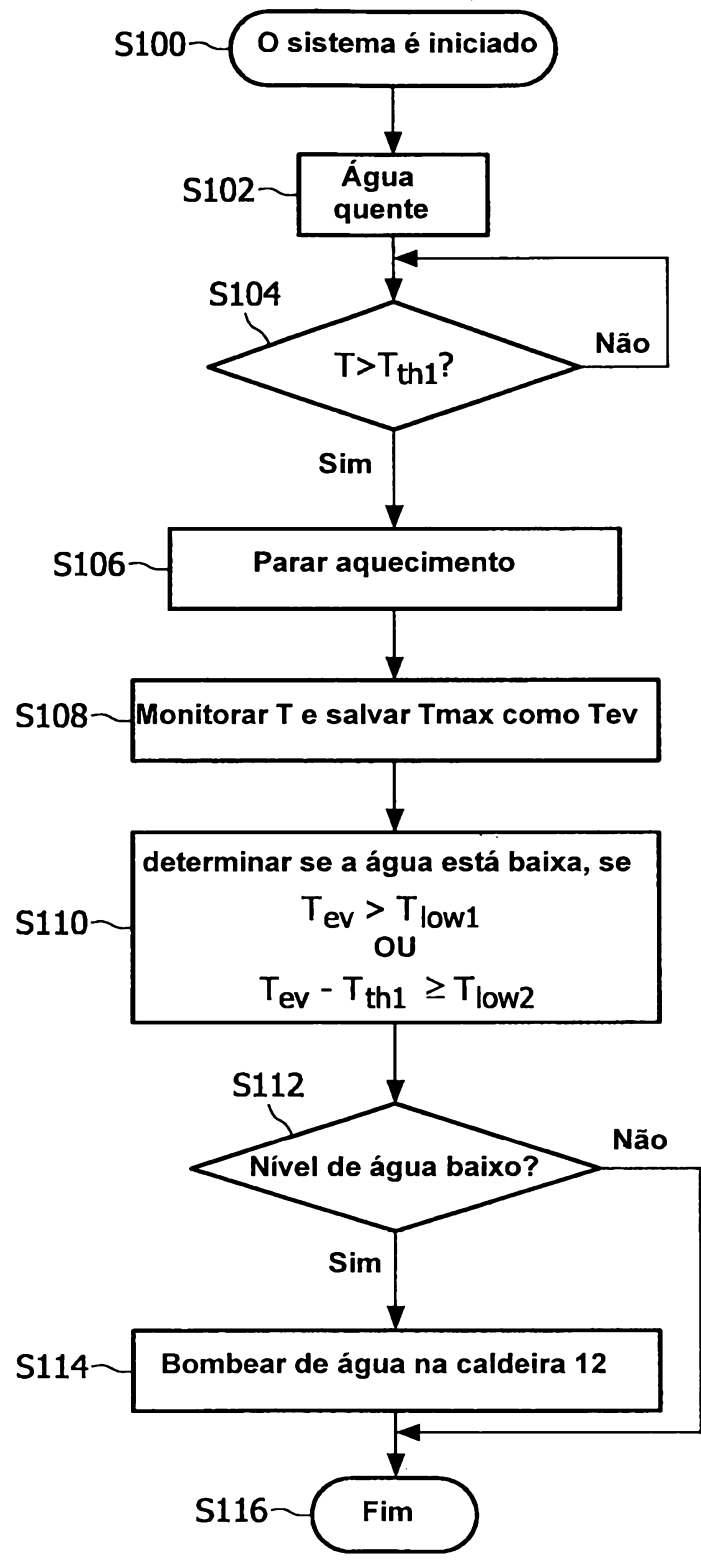 S100
O sistema é iniciado
S102
Água
quente
S104
T>Tth1?
Não
Sim
S106
Parar aquecimento
S108
Monitorar T e salvar Tmax como Tev
S110
determinar se a água está baixa, se
Tev > Tlow1
OU
Tev - Tth1 ≥ Tlow2
S112
Nível de água baixo?
Não
Sim
S114
Bombear de água na caldeira 12
S116
Fim